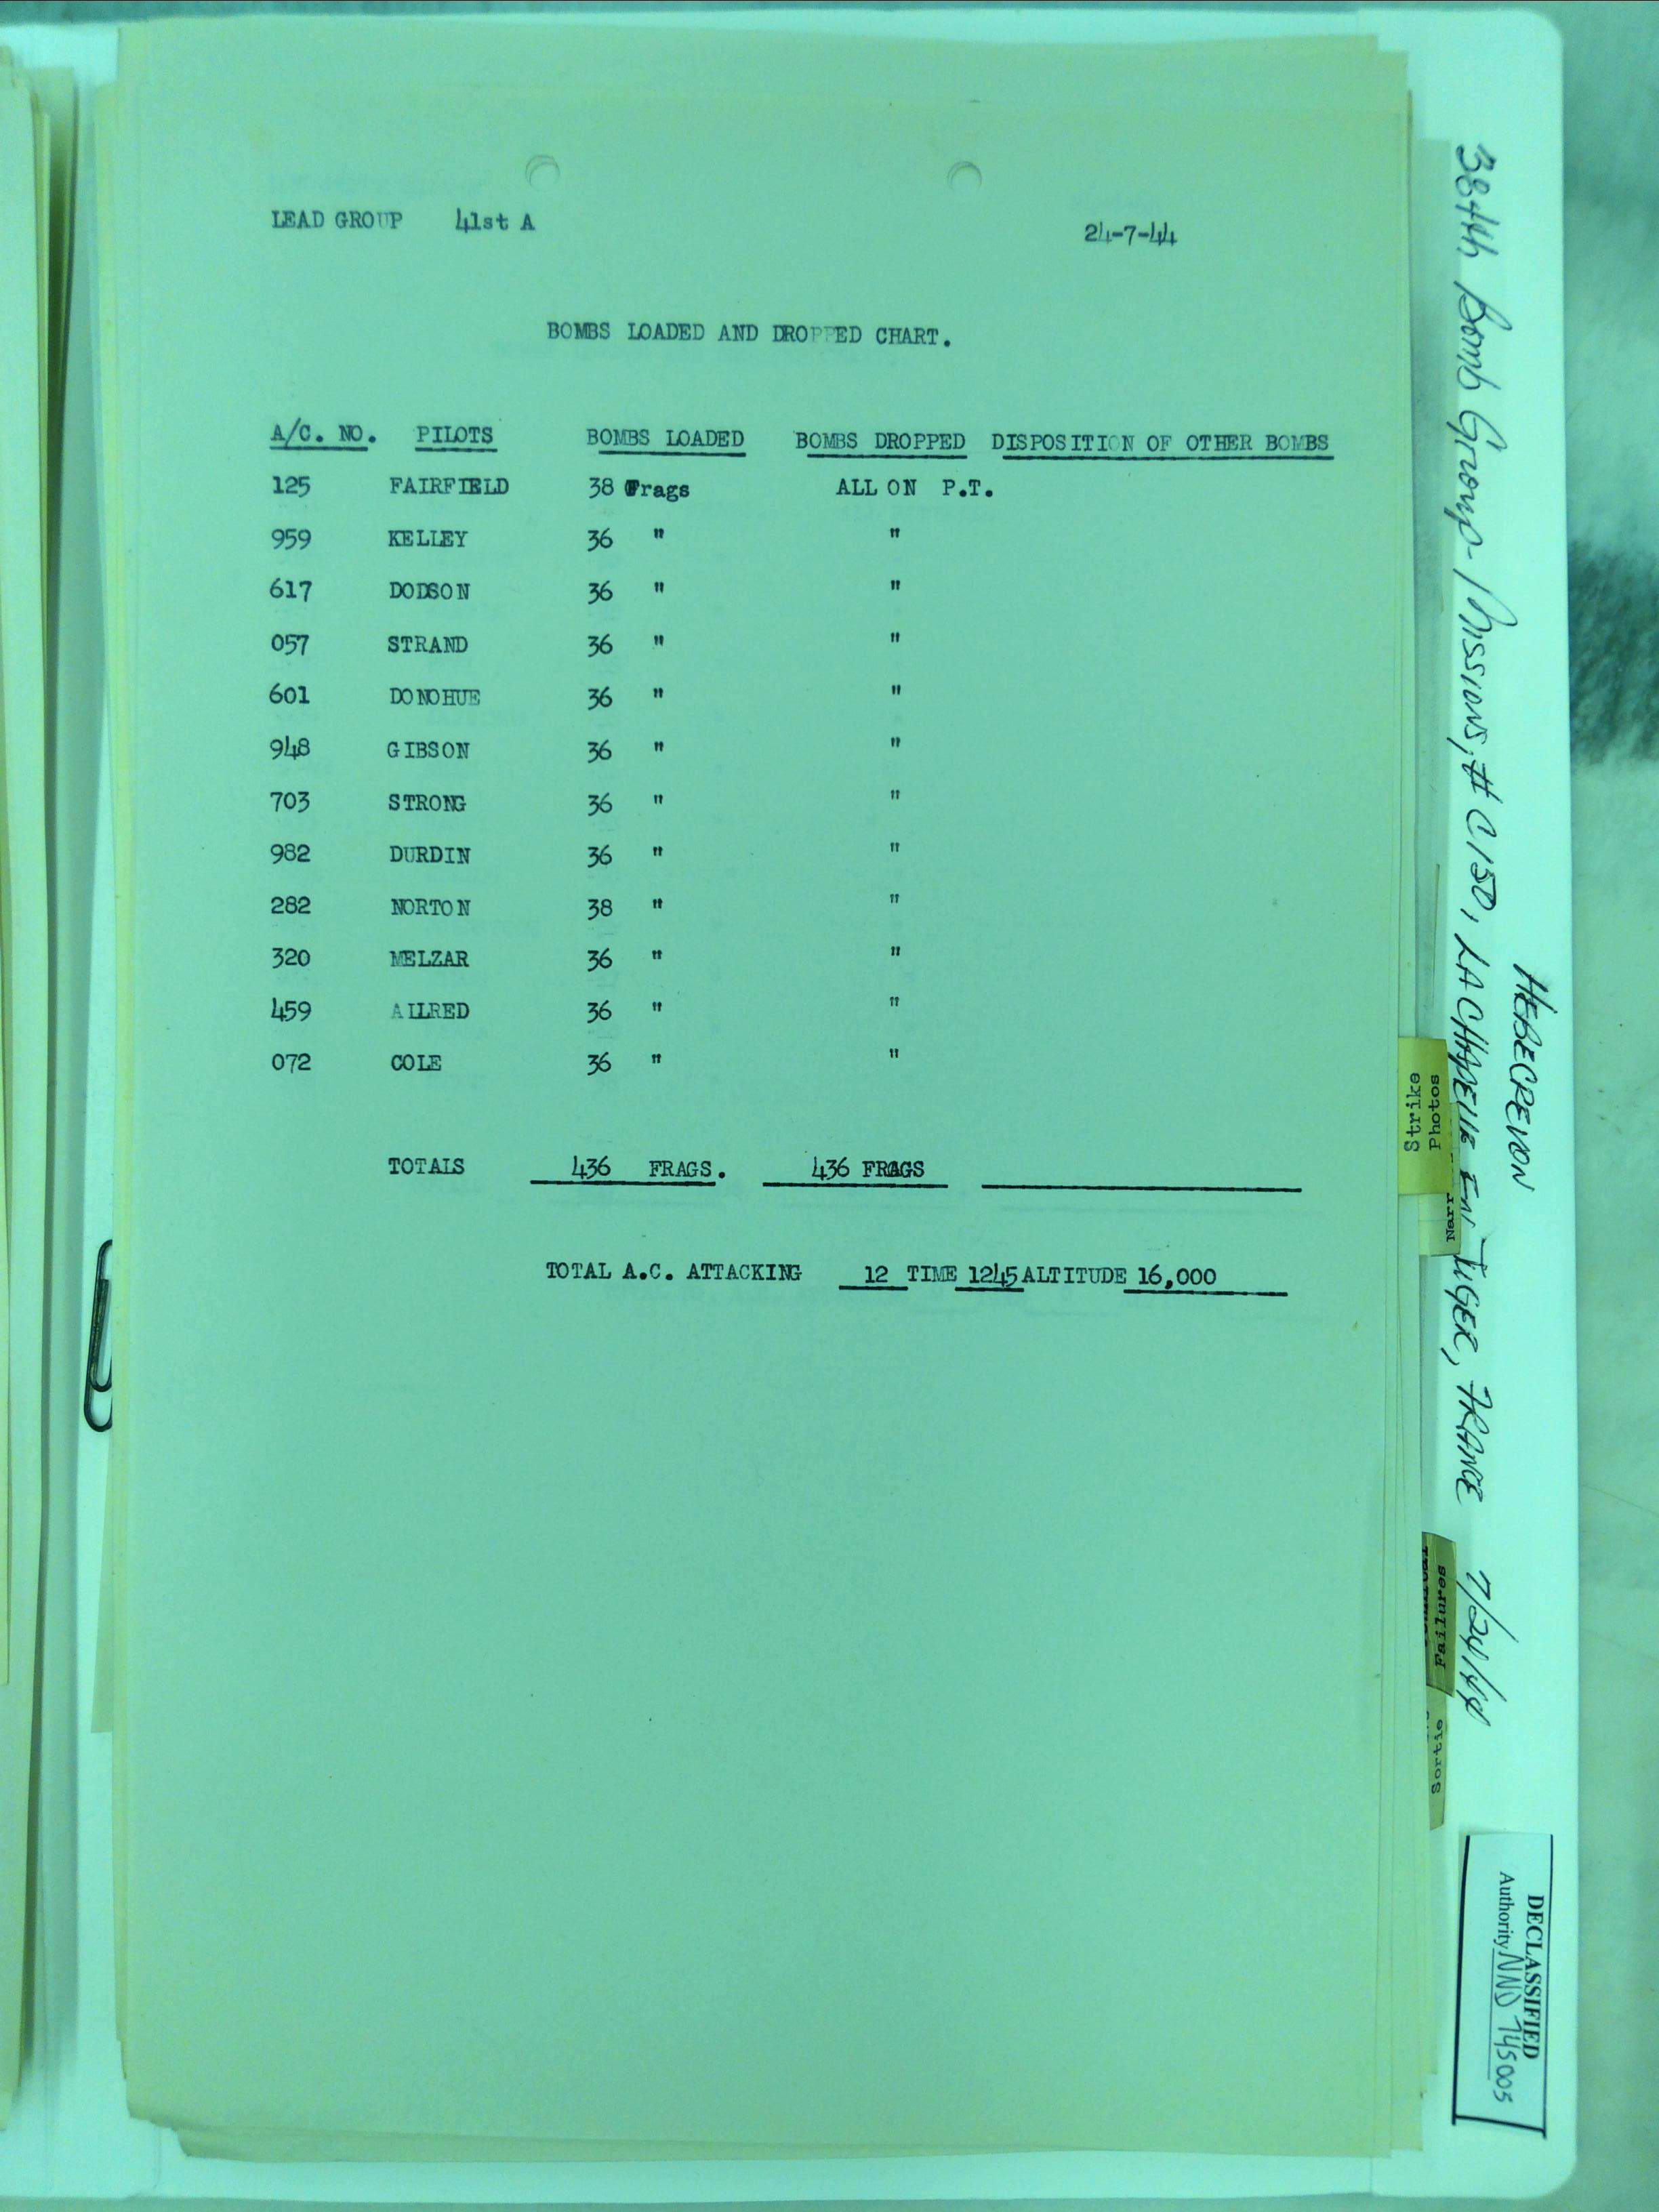 LEAD GROUP 41st A
24-7-44
BOMBS LOADED AND DROPPED CHART.
A/C. NO. PILOTS BOMBS LOADED BOMBS DROPPED DISPOSITION OF OTHER BOMBS
125 FAIRFIELD 38 Frags ALL ON P.T.
959 KELLEY 36 " "
617 DODSON 36 " "
057 STRAND 36 " "
601 DONOHUE 36 " "
948 GIBSON 36 " "
703 STRONG 36 " "
982 DURDIN 36 " "
282 NORTON 38 " "
320 MELZAR 36 " "
459 ALLRED 36 " "
072 COLE 36 " "
TOTALS 436 FRAGS. 436 FRAGS
TOTAL A.C. ATTACKING 12 TIME 1245 ALTITUDE 16,000
HEBECREVON
384th Bomb Group - Missions, # C150, LA CHAPELLE EN JUGER, FRANCE 7/24/44
Strike
Photos
Narr
Failures
Sortie
DECLASSIFIED
Authority NND 745005